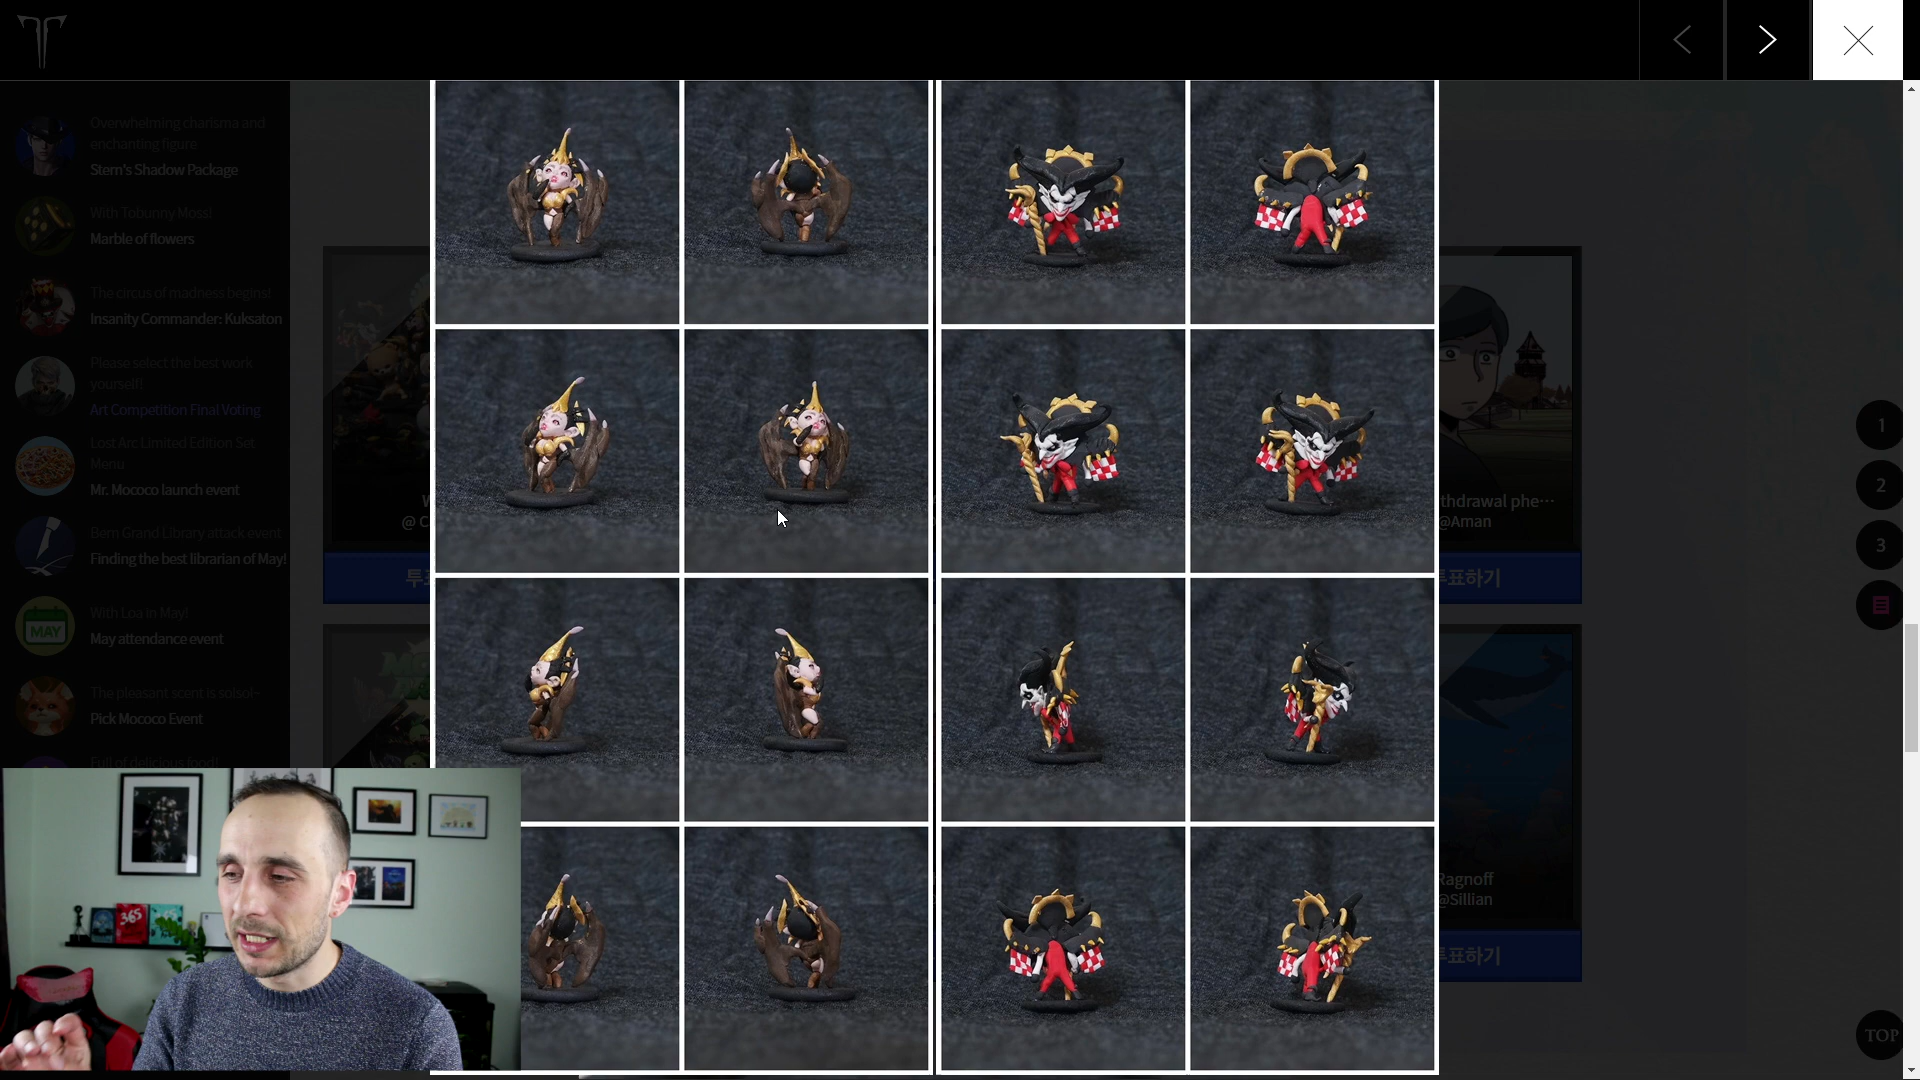 Overwhelming charisma and
enchanting figure
Stern's Shadow Package
With Tobunny Moss!
Marble of flowers
The circus of madness begins!
Insanity Commander: Kuksaton
Please select the best work
yourself!
Art Competition Final Voting
Lost Arc Limited Edition Set
Menu
Mr. Mococo launch event
Bern Grand Library attack event
Finding the best librarian of May!
MAY
With Loa in May!
May attendance event
The pleasant scent is solsol~
Pick Mococo Event
Full of delicious food!
thdrawal phe…
@Aman
투표하기
Ragnoff
@Sillian
투표하기
1
2
3
TOP
365